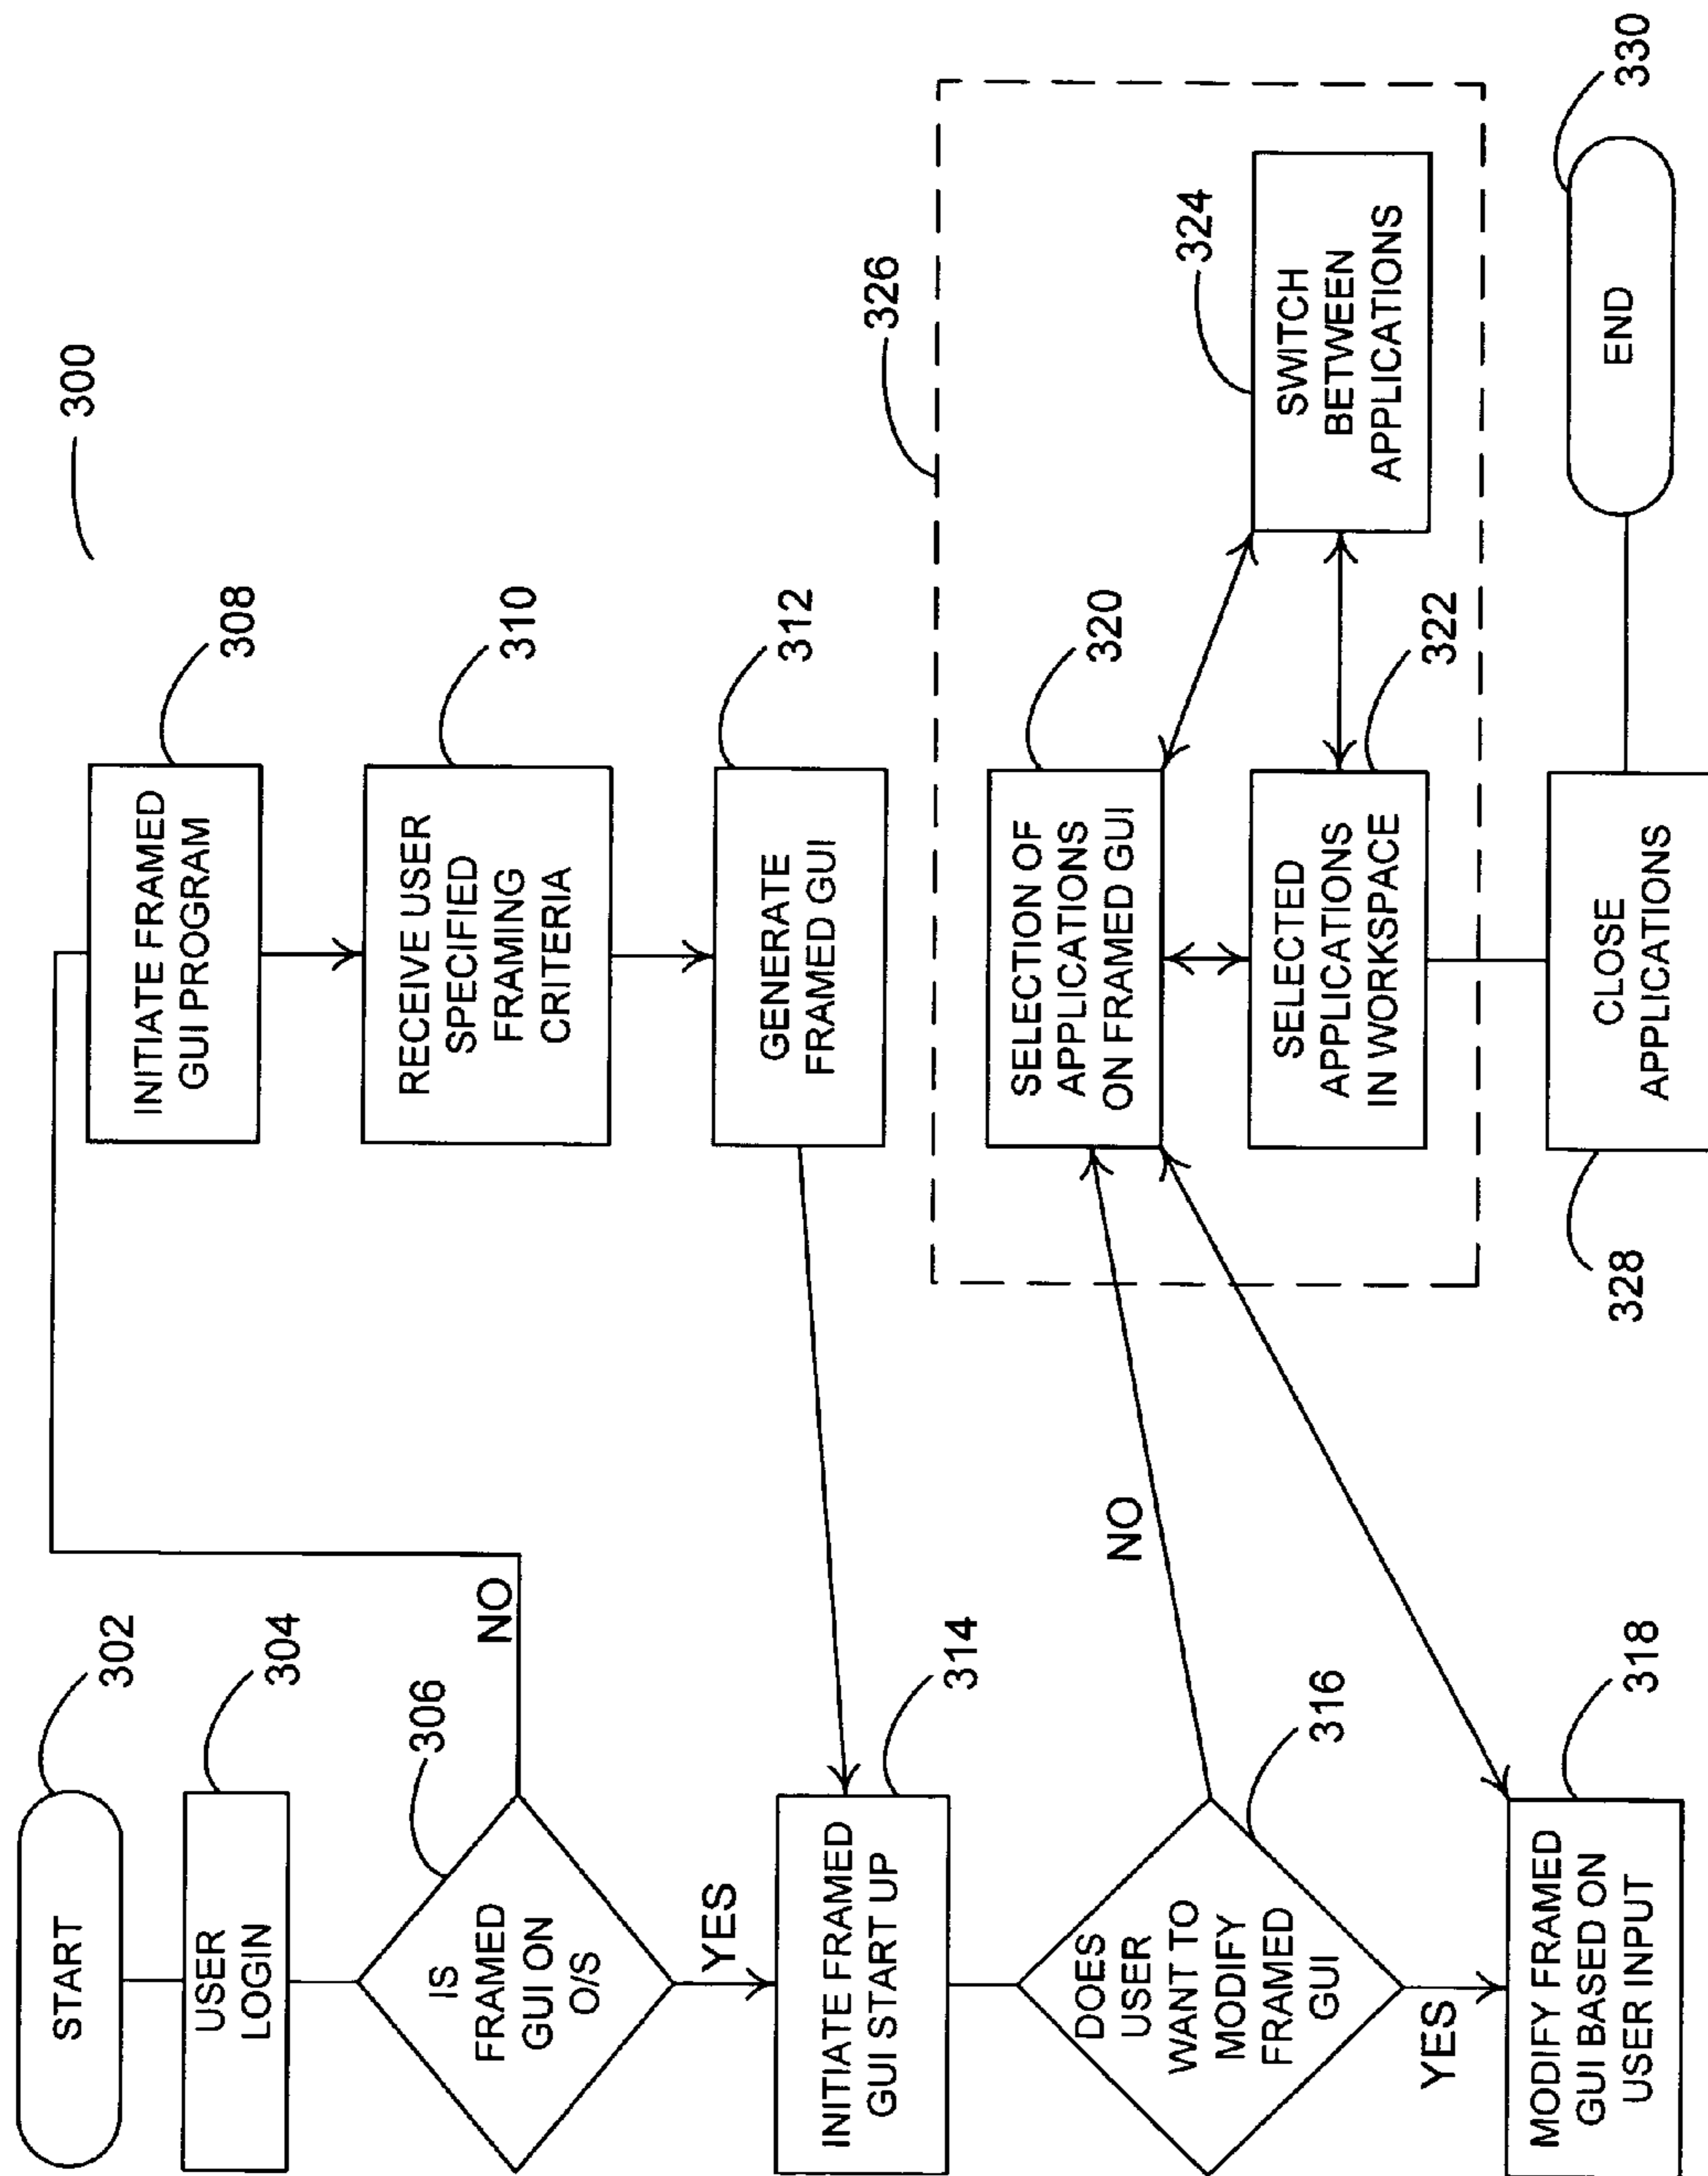 300
START
302
USER
LOGIN
304
IS
FRAMED
GUI ON
O/S
306
NO
YES
INITIATE FRAMED
GUI PROGRAM
308
RECEIVE USER
SPECIFIED
FRAMING
CRITERIA
310
GENERATE
FRAMED GUI
312
INITIATE FRAMED
GUI START UP
314
DOES
USER
WANT TO
MODIFY
FRAMED
GUI
316
NO
YES
MODIFY FRAMED
GUI BASED ON
USER INPUT
318
SELECTION OF
APPLICATIONS
ON FRAMED GUI
320
SELECTED
APPLICATIONS
IN WORKSPACE
322
SWITCH
BETWEEN
APPLICATIONS
324
326
CLOSE
APPLICATIONS
328
END
330